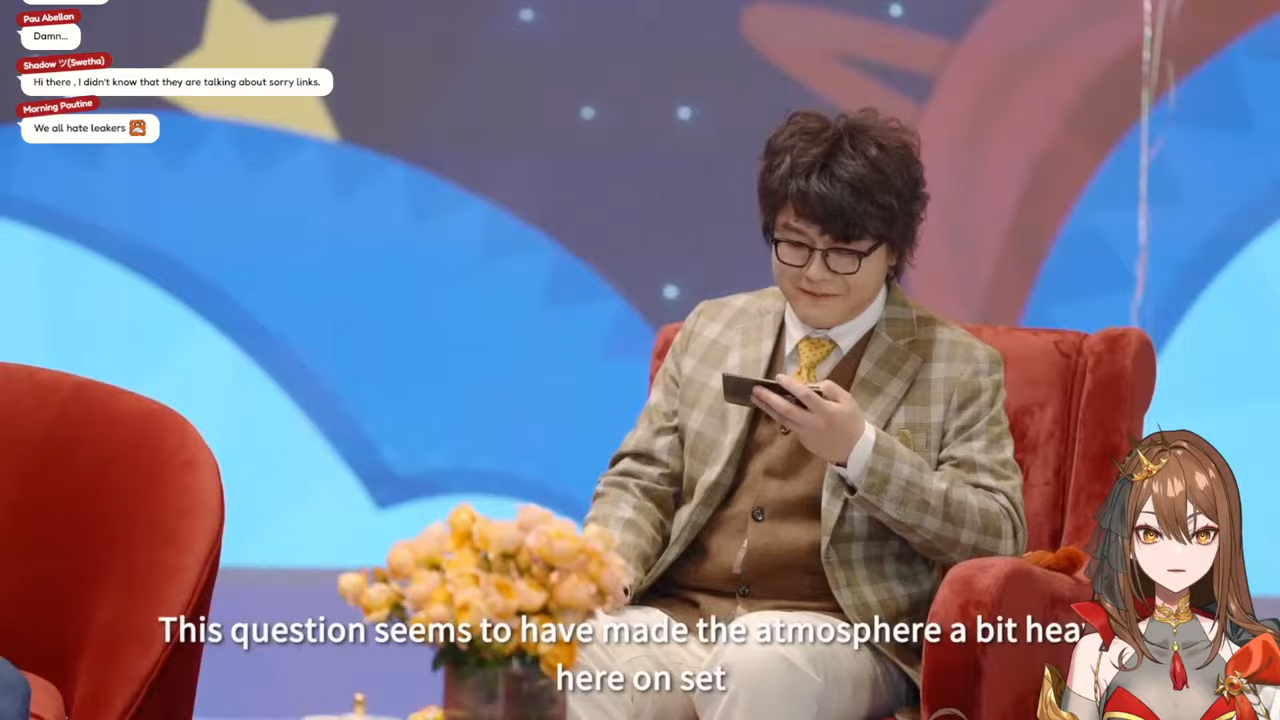 Pau Abellan
Damn...
Shadow ツ(Swetha)
Hi there , I didn't know that they are talking about sorry links.
Morning Poutine
We all hate leakers
This question seems to have made the atmosphere a bit hea
here on set